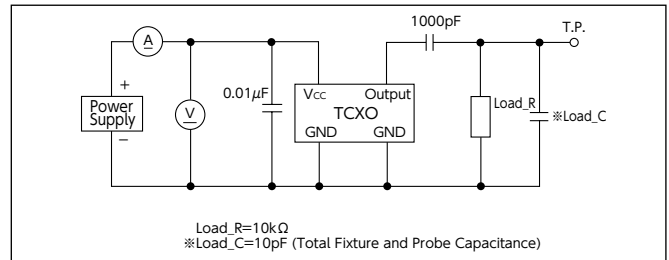 1000pF
T.P.
A
+
0.01μF
Vcc Output
Power
Supply
V
TCXO
Load_R
※Load_C
GND GND
−
Load_R=10kΩ
※Load_C=10pF (Total Fixture and Probe Capacitance)